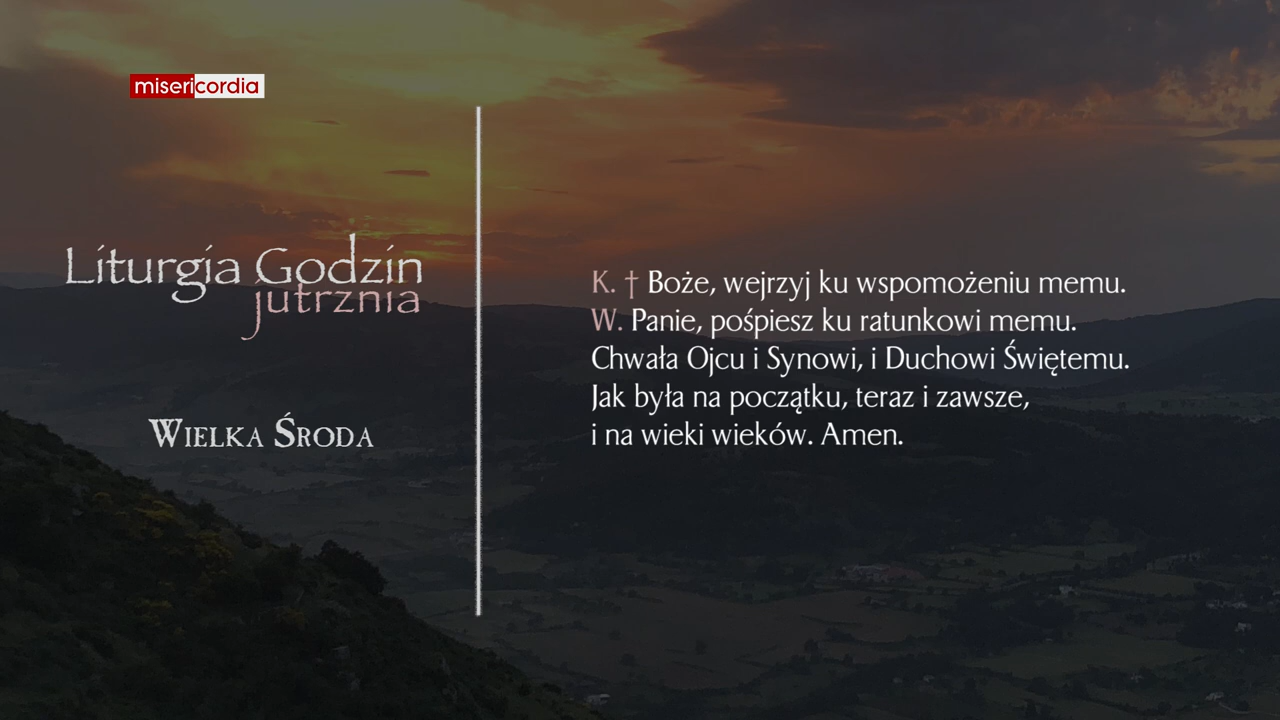 misericordia
Liturgia Godzin
jutrznia
Wielka Środa
K. † Boże, wejrzyj ku wspomożeniu memu.
W. Panie, pośpiesz ku ratunkowi memu.
Chwała Ojcu i Synowi, i Duchowi Świętemu.
Jak była na początku, teraz i zawsze,
i na wieki wieków. Amen.